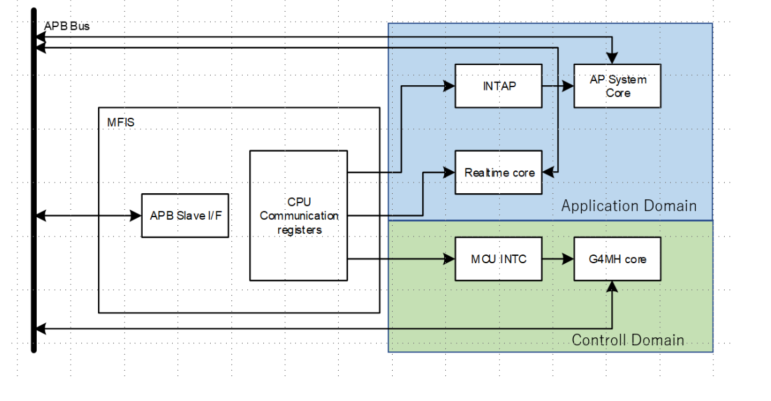 APB Bus
INTAP
AP System
Core
MFIS
Realtime core
CPU
Communication
registers
APB Slave I/F
Application Domain
MCU INTC
G4MH core
Controll Domain